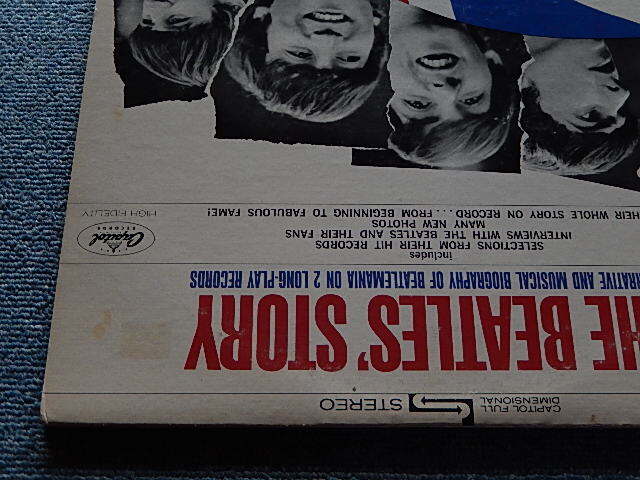 CAPITOL FULL
DIMENSIONAL
STEREO
HE BEATLES' STORY
ARRATIVE AND MUSICAL BIOGRAPHY OF BEATLEMANIA ON 2 LONG-PLAY RECORDS
includes
SELECTIONS FROM THEIR HIT RECORDS
INTERVIEWS WITH THE BEATLES AND THEIR FANS
MANY NEW PHOTOS
HEIR WHOLE STORY ON RECORD....FROM BEGINNING TO FABULOUS FAME!
Capitol
RECORDS
HIGH FIDELITY